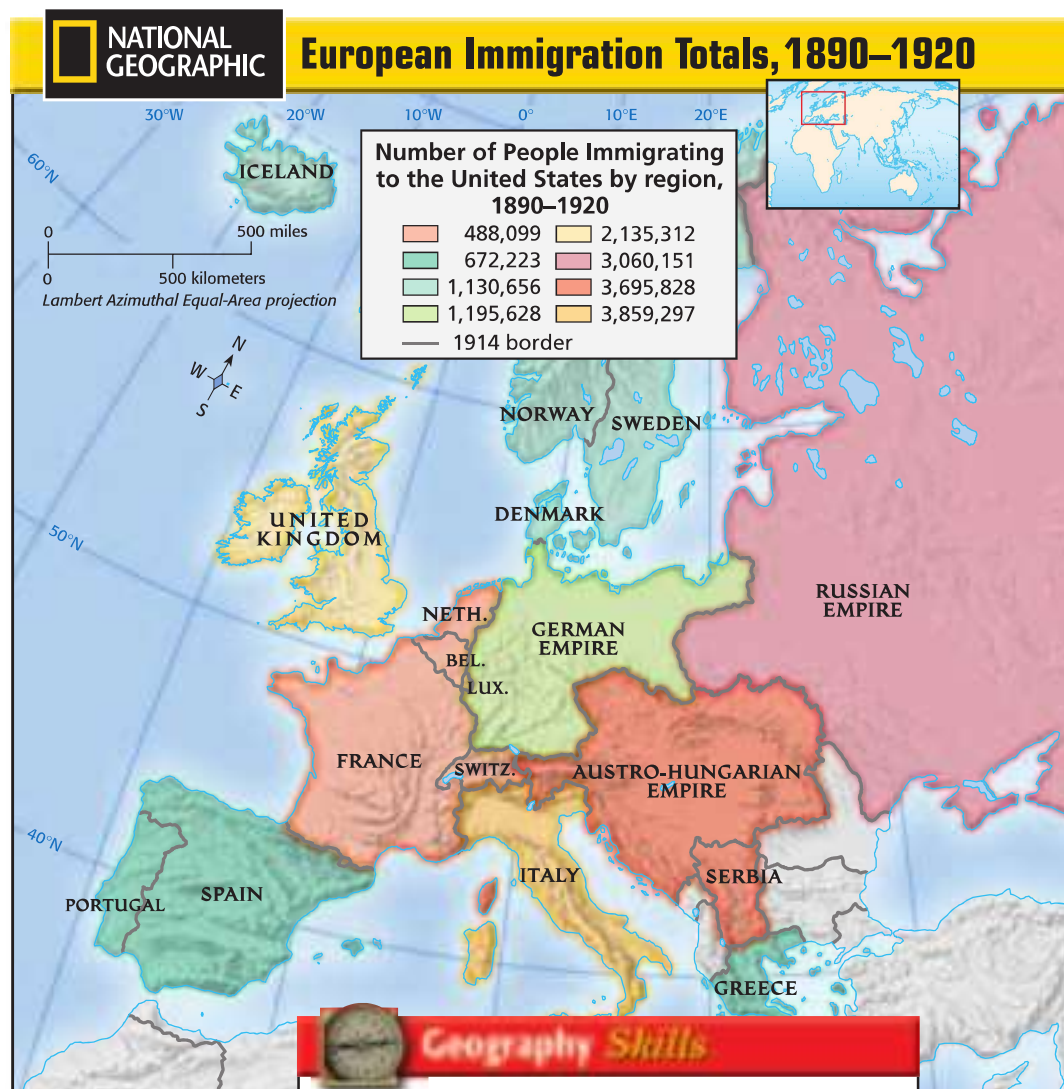 NATIONAL
GEOGRAPHIC
European Immigration Totals, 1890–1920
30°W
20°W
10°W
0°
10°E
20°E
60°N
50°N
40°N
Number of People Immigrating
to the United States by region,
1890–1920
488,099
2,135,312
672,223
3,060,151
1,130,656
3,695,828
1,195,628
3,859,297
1914 border
ICELAND
0
500 miles
0
500 kilometers
Lambert Azimuthal Equal-Area projection
N
W
E
S
NORWAY
SWEDEN
DENMARK
UNITED
KINGDOM
RUSSIAN
EMPIRE
NETH.
GERMAN
EMPIRE
BEL.
LUX.
FRANCE
SWITZ.
AUSTRO-HUNGARIAN
EMPIRE
ITALY
SERBIA
PORTUGAL
SPAIN
GREECE
Geography Skills